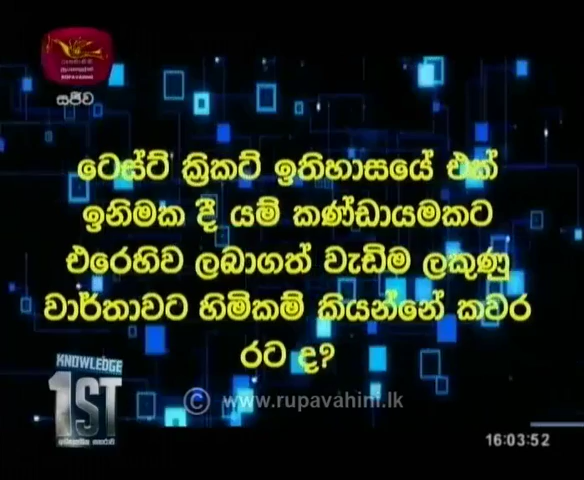 RUPAVAHINI
සජීව
ටෙස්ට් ක්‍රිකට් ඉතිහාසයේ එක්
ඉනිමක දී යම් කණ්ඩායමකට
එරෙහිව ලබාගත් වැඩිම ලකුණු
වාර්තාවට හිමිකම් කියන්නේ කවර
රට ද?
KNOWLEDGE
1ST
© www.rupavahini.lk
16:03:52